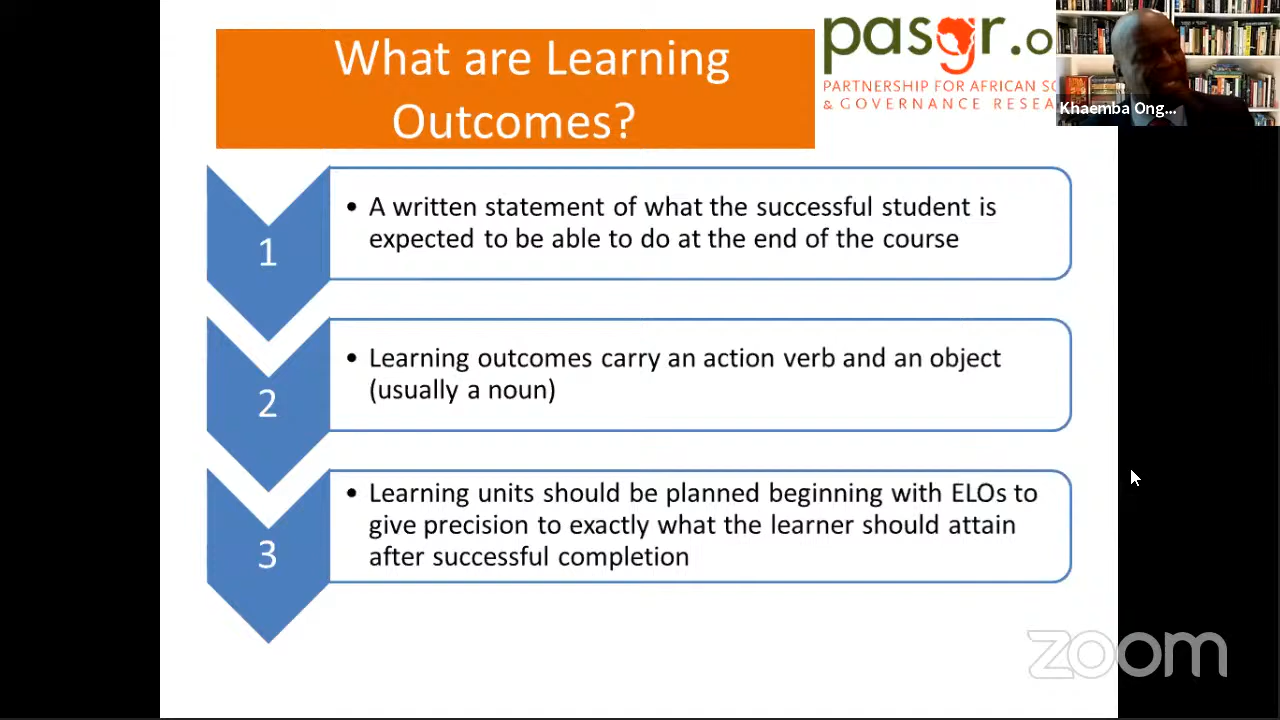 What are Learning
Outcomes?
pasgr.o
PARTNERSHIP FOR AFRICAN SO
& GOVERNANCE RESEA
Khaemba Ong...
1
• A written statement of what the successful student is
expected to be able to do at the end of the course
2
• Learning outcomes carry an action verb and an object
(usually a noun)
3
• Learning units should be planned beginning with ELOs to
give precision to exactly what the learner should attain
after successful completion
zoom